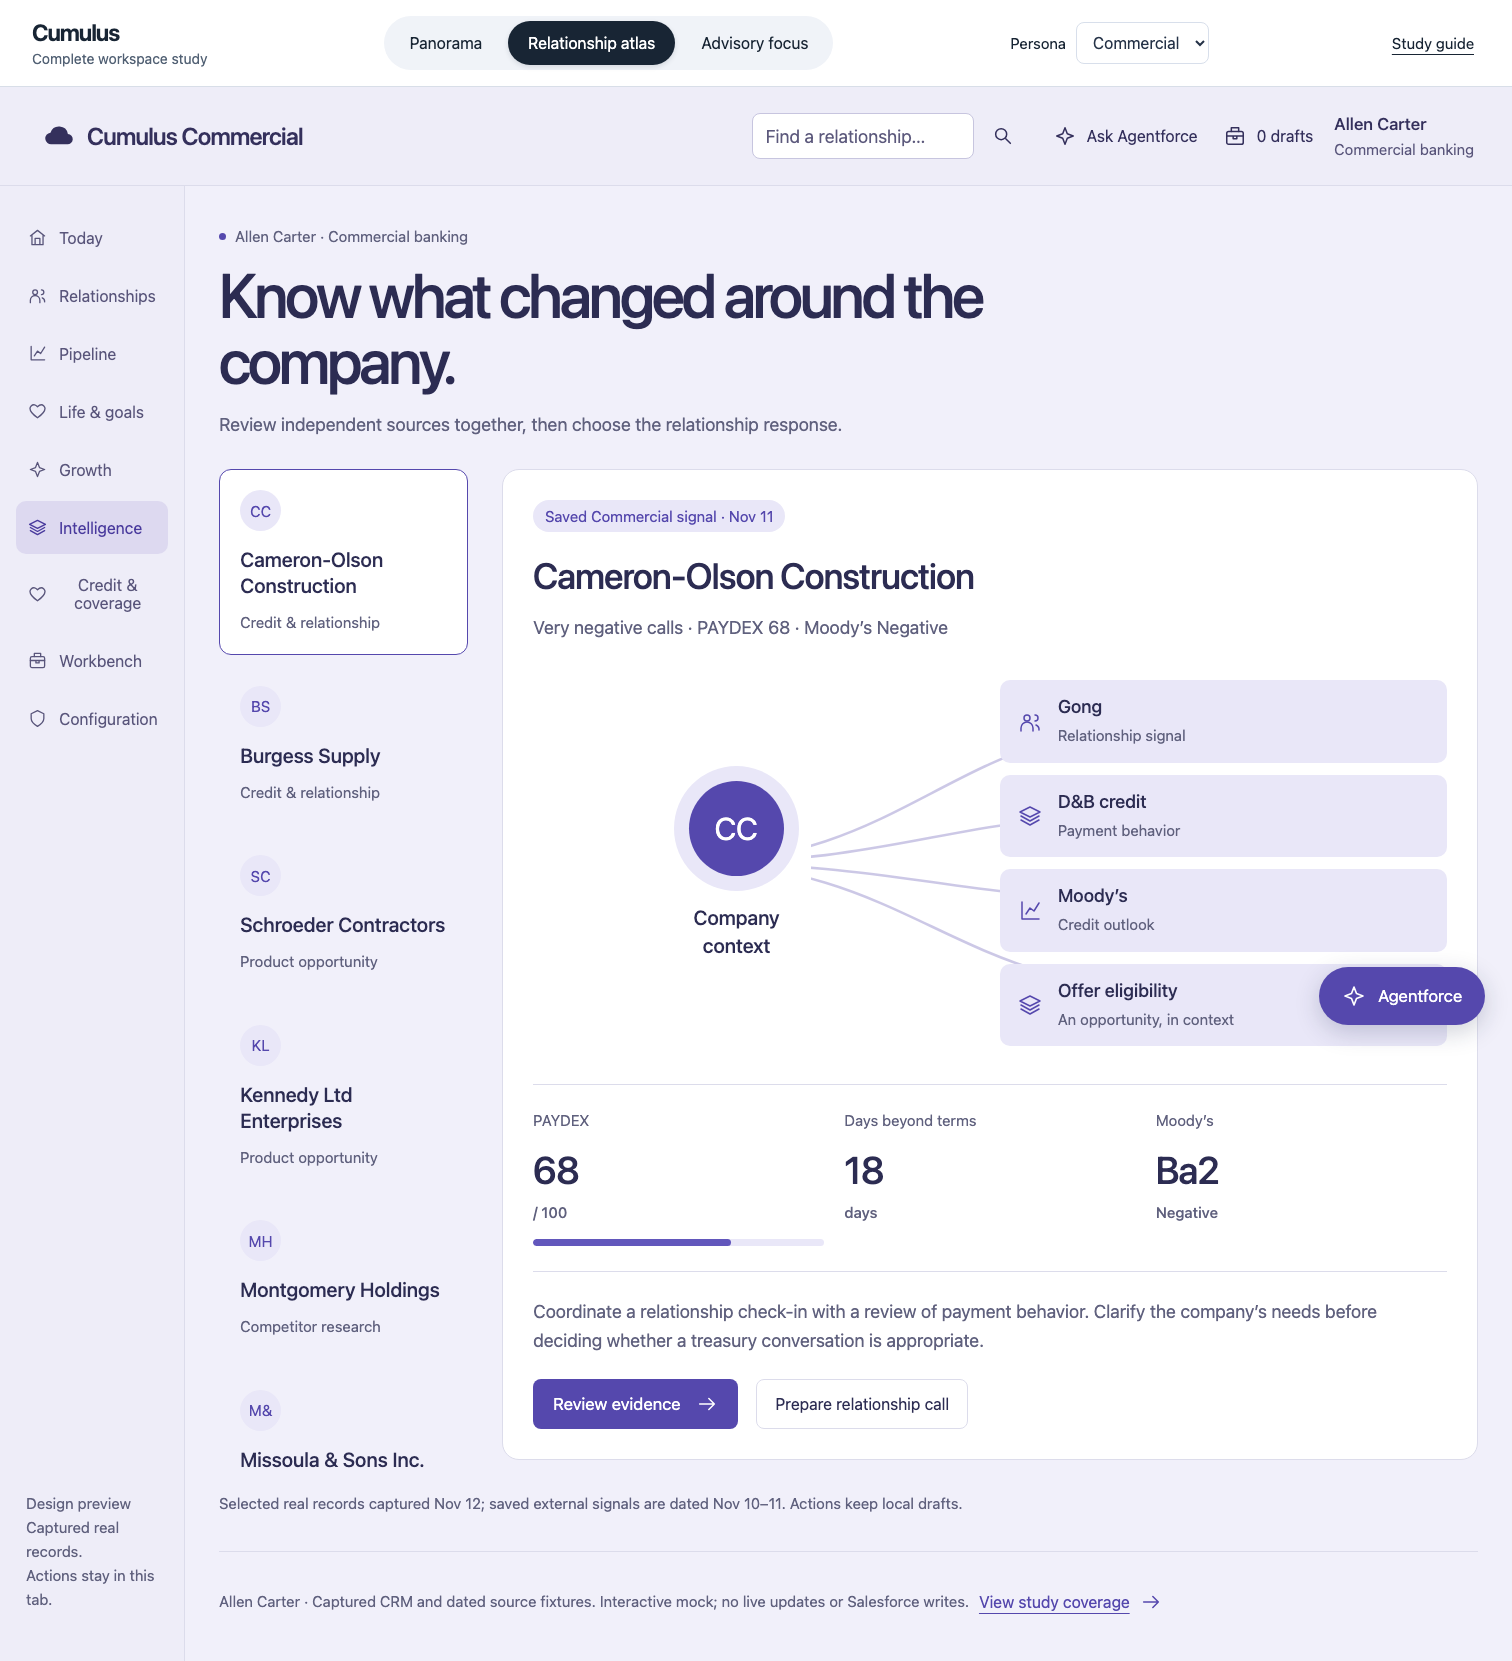 Cumulus
Complete workspace study
Panorama
Relationship atlas
Advisory focus
Persona
Commercial
Study guide
Cumulus Commercial
Find a relationship...
Ask Agentforce
0 drafts
Allen Carter
Commercial banking
Today
Relationships
Pipeline
Life & goals
Growth
Intelligence
Credit &
coverage
Workbench
Configuration
Design preview
Captured real
records.
Actions stay in this
tab.
Allen Carter · Commercial banking
Know what changed around the
company.
Review independent sources together, then choose the relationship response.
CC
Cameron-Olson
Construction
Credit & relationship
BS
Burgess Supply
Credit & relationship
SC
Schroeder Contractors
Product opportunity
KL
Kennedy Ltd
Enterprises
Product opportunity
MH
Montgomery Holdings
Competitor research
M&
Missoula & Sons Inc.
Saved Commercial signal · Nov 11
Cameron-Olson Construction
Very negative calls · PAYDEX 68 · Moody’s Negative
CC
Company
context
Gong
Relationship signal
D&B credit
Payment behavior
Moody’s
Credit outlook
Offer eligibility
An opportunity, in context
Agentforce
PAYDEX
68
/ 100
Days beyond terms
18
days
Moody’s
Ba2
Negative
Coordinate a relationship check-in with a review of payment behavior. Clarify the company’s needs before
deciding whether a treasury conversation is appropriate.
Review evidence
Prepare relationship call
Selected real records captured Nov 12; saved external signals are dated Nov 10–11. Actions keep local drafts.
Allen Carter · Captured CRM and dated source fixtures. Interactive mock; no live updates or Salesforce writes.
View study coverage